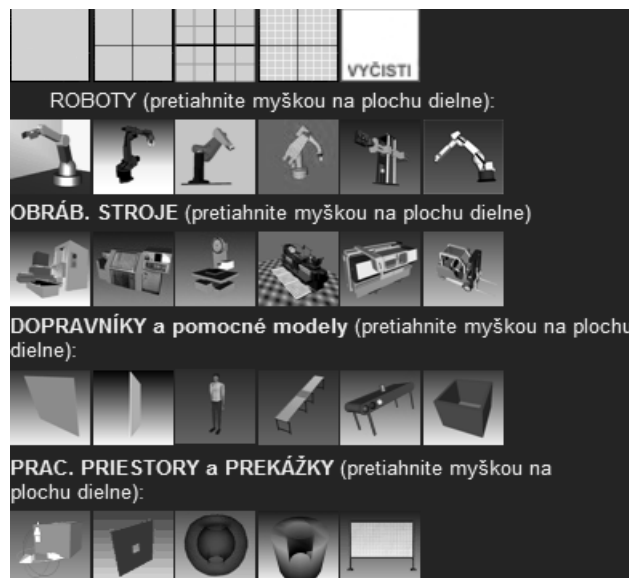 VYČISTI
ROBOTY (pretiahnite myškou na plochu dielne):
OBRÁB. STROJE (pretiahnite myškou na plochu dielne)
DOPRAVNÍKY a pomocné modely (pretiahnite myškou na plochu
dielne):
PRAC. PRIESTORY a PREKÁŽKY (pretiahnite myškou na
plochu dielne):